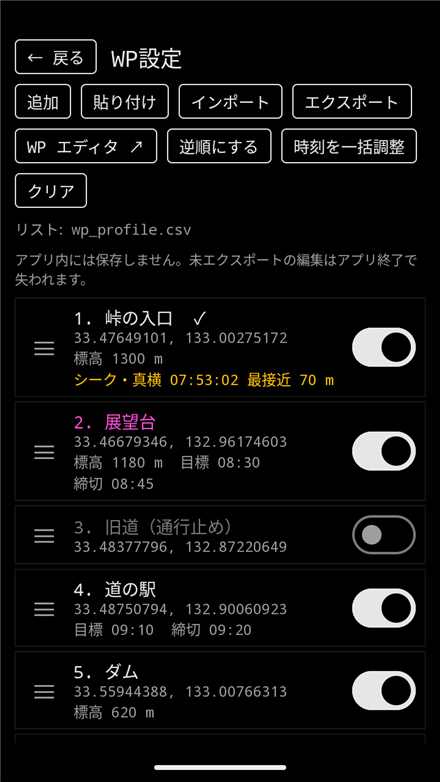 ← 戻る WP設定
追加 貼り付け インポート エクスポート
WP エディタ ↗ 逆順にする 時刻を一括調整
クリア
リスト: wp_profile.csv
アプリ内には保存しません。未エクスポートの編集はアプリ終了で
失われます。
1. 峠の入口 ✓
33.47649101, 133.00275172
標高 1300 m
シーク・真横 07:53:02 最接近 70 m
2. 展望台
33.46679346, 132.96174603
標高 1180 m 目標 08:30
締切 08:45
3. 旧道（通行止め）
33.48377796, 132.87220649
4. 道の駅
33.48750794, 132.90060923
目標 09:10 締切 09:20
5. ダム
33.55944388, 133.00766313
標高 620 m